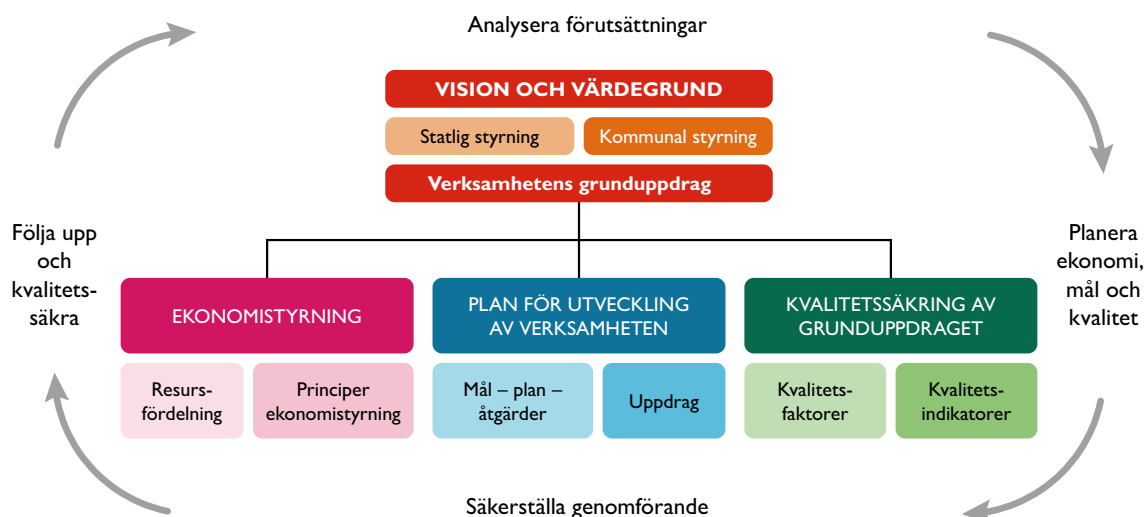 Analysera förutsättningar
VISION OCH VÄRDEGRUND
Statlig styrning
Kommunal styrning
Verksamhetens grunduppdrag
Följa upp
och
kvalitets-
säkra
Planera
ekonomi,
mål och
kvalitet
EKONOMISTYRNING
PLAN FÖR UTVECKLING
AV VERKSAMHETEN
KVALITETSSÄKRING AV
GRUNDUPPDRAGET
Resurs-
fördelning
Principer
ekonomistyrning
Mål – plan –
åtgärder
Uppdrag
Kvalitets-
faktorer
Kvalitets-
indikatorer
Säkerställa genomförande